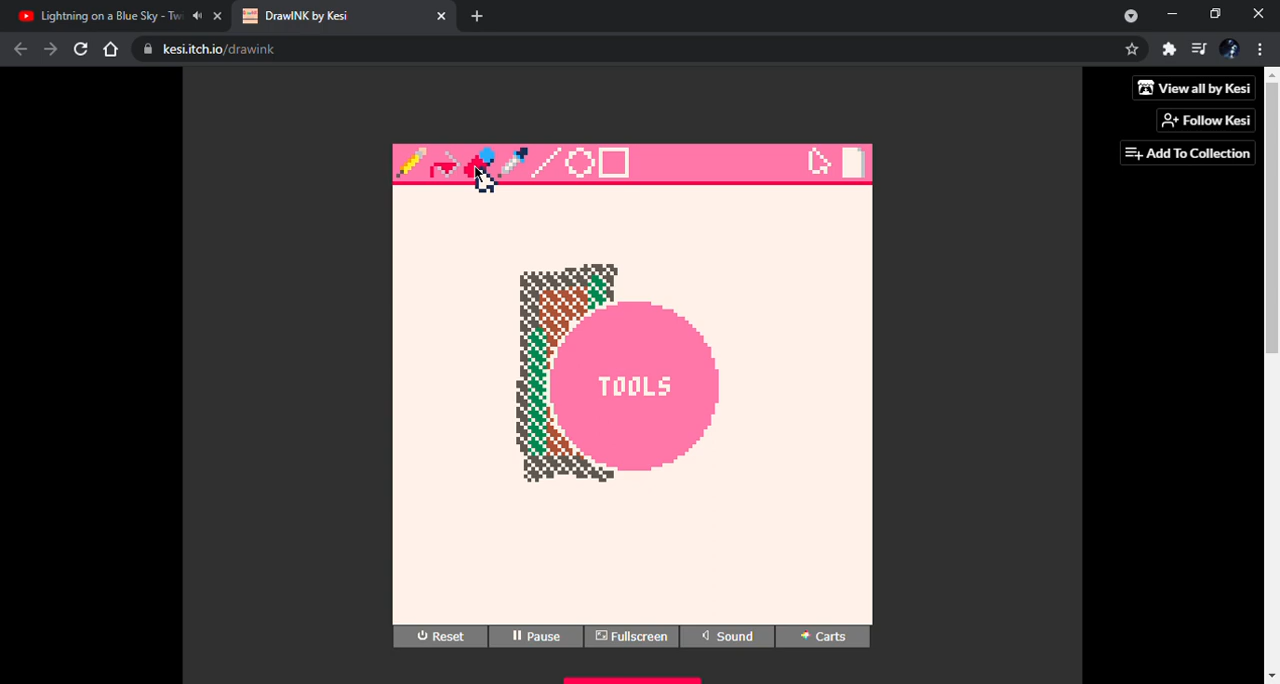 Lightning on a Blue Sky - Tw
DrawINK by Kesi
kesi.itch.io/drawink
View all by Kesi
Follow Kesi
Add To Collection
TOOLS
Reset
Pause
Fullscreen
Sound
Carts